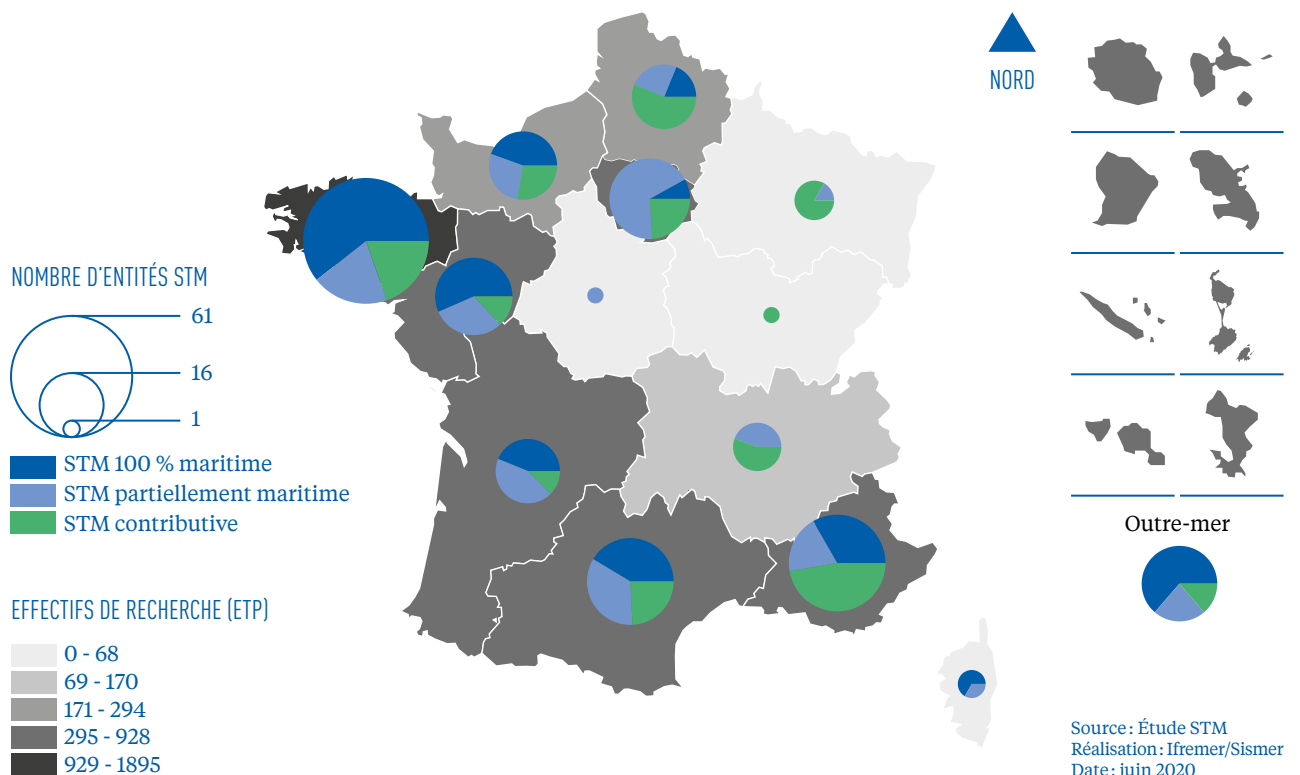 NORD
NOMBRE D'ENTITÉS STM
61
16
1
STM 100 % maritime
STM partiellement maritime
STM contributive
EFFECTIFS DE RECHERCHE (ETP)
0 - 68
69 - 170
171 - 294
295 - 928
929 - 1895
Outre-mer
Source : Étude STM
Réalisation : Ifremer/Sismer
Date : juin 2020